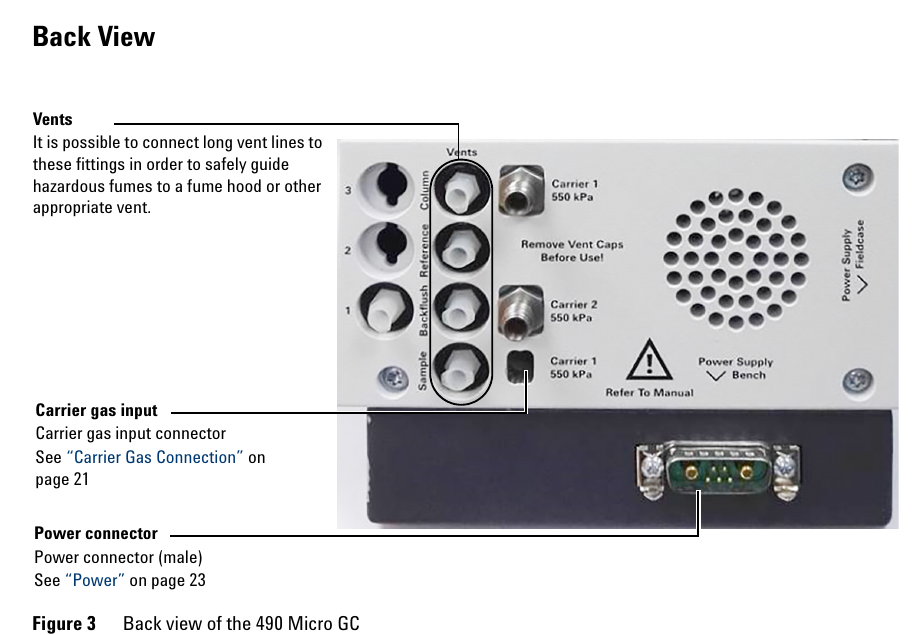 Back View
Vents
It is possible to connect long vent lines to
these fittings in order to safely guide
hazardous fumes to a fume hood or other
appropriate vent.
Vents
3
Column
Carrier 1
550 kPa
2
Reference
Remove Vent Caps
Before Use!
Power Supply
Fieldcase
1
Backflush
Carrier 2
550 kPa
Sample
Carrier 1
550 kPa
Refer To Manual
Power Supply
Bench
Carrier gas input
Carrier gas input connector
See “Carrier Gas Connection” on
page 21
Power connector
Power connector (male)
See “Power” on page 23
Figure 3 Back view of the 490 Micro GC